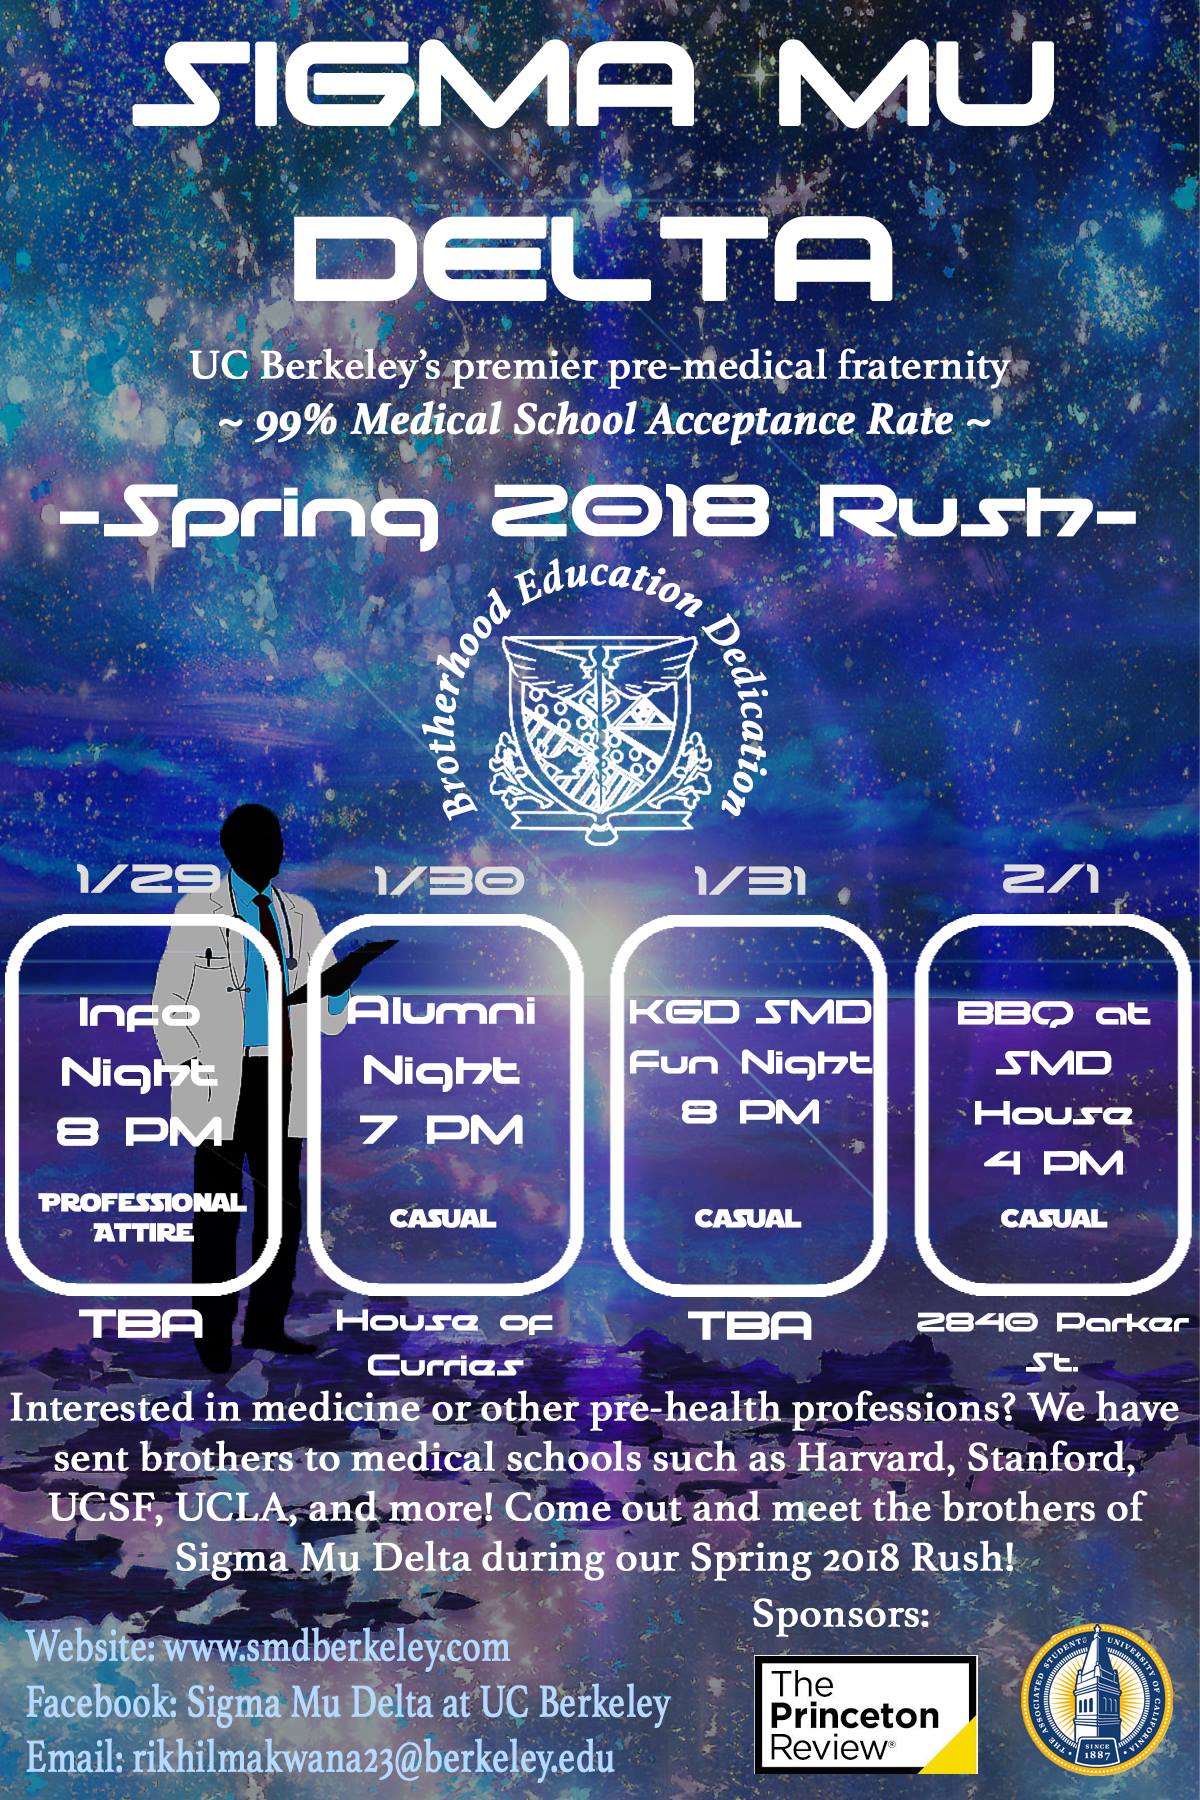 SIGMA MU
DELTA
UC Berkeley's premier pre-medical fraternity
~ 99% Medical School Acceptance Rate ~
-Spring 2018 Rush-
Brotherhood Education Dedication
1/29
Info
Night
8 PM
PROFESSIONAL
ATTIRE
TBA
1/30
Alumni
Night
7 PM
CASUAL
House of
Curries
1/31
KGD SMD
Fun Night
8 PM
CASUAL
TBA
2/1
BBQ at
SMD
House
4 PM
CASUAL
2840 Parker
St.
Interested in medicine or other pre-health professions? We have
sent brothers to medical schools such as Harvard, Stanford,
UCSF, UCLA, and more! Come out and meet the brothers of
Sigma Mu Delta during our Spring 2018 Rush!
Website: www.smdberkeley.com
Facebook: Sigma Mu Delta at UC Berkeley
Email: rikhilmakwana23@berkeley.edu
Sponsors:
The
Princeton
Review®
THE ASSOCIATED STUDENTS UNIVERSITY OF CALIFORNIA
SINCE
1887